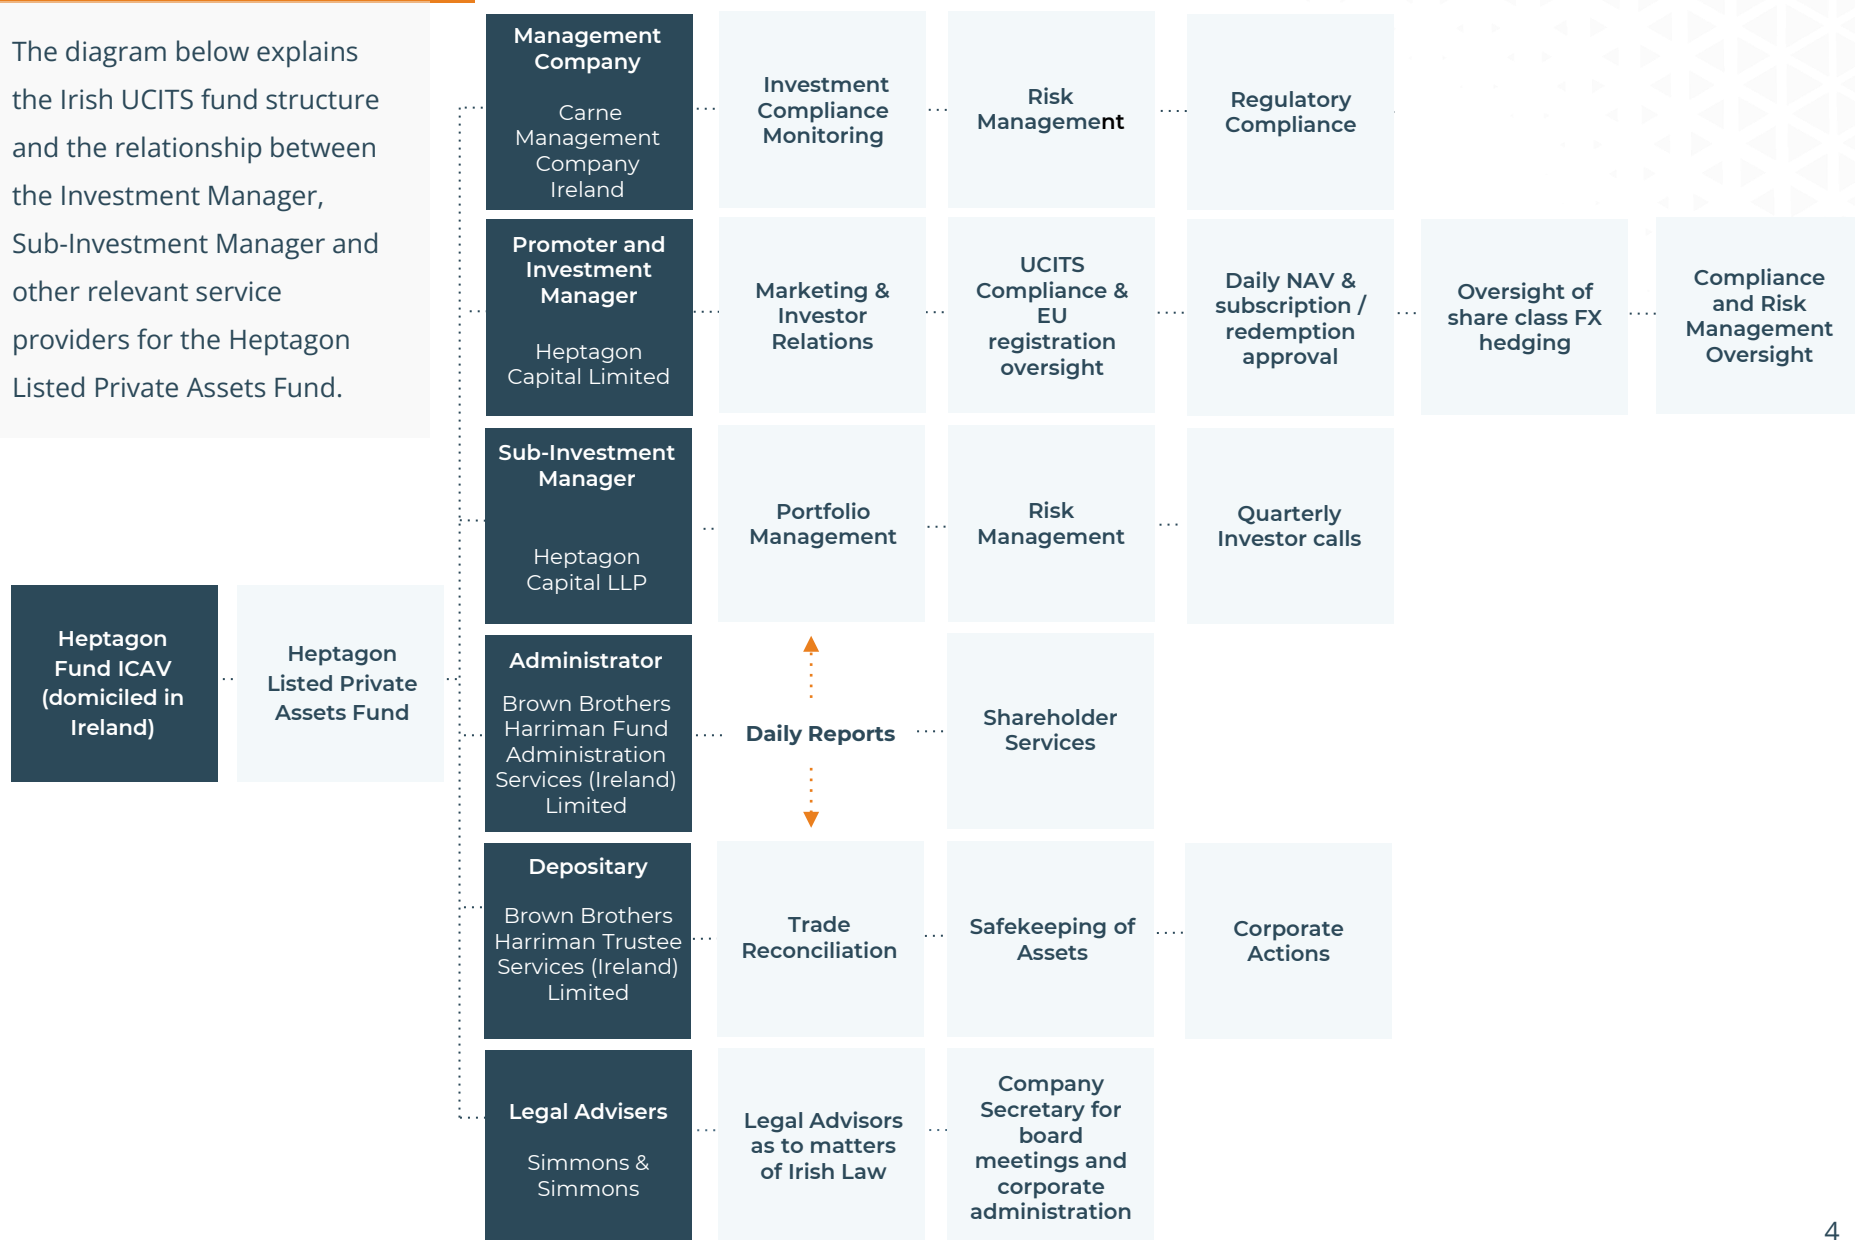 The diagram below explains
the Irish UCITS fund structure
and the relationship between
the Investment Manager,
Sub-Investment Manager and
other relevant service
providers for the Heptagon
Listed Private Assets Fund.
Heptagon
Fund ICAV
(domiciled in
Ireland)
Heptagon
Listed Private
Assets Fund
Management
Company
Carne
Management
Company
Ireland
Investment
Compliance
Monitoring
Risk
Management
Regulatory
Compliance
Promoter and
Investment
Manager
Heptagon
Capital Limited
Marketing &
Investor
Relations
UCITS
Compliance &
EU
registration
oversight
Daily NAV &
subscription /
redemption
approval
Oversight of
share class FX
hedging
Compliance
and Risk
Management
Oversight
Sub-Investment
Manager
Heptagon
Capital LLP
Portfolio
Management
Risk
Management
Quarterly
Investor calls
Administrator
Brown Brothers
Harriman Fund
Administration
Services (Ireland)
Limited
Daily Reports
Shareholder
Services
Depositary
Brown Brothers
Harriman Trustee
Services (Ireland)
Limited
Trade
Reconciliation
Safekeeping of
Assets
Corporate
Actions
Legal Advisers
Simmons &
Simmons
Legal Advisors
as to matters
of Irish Law
Company
Secretary for
board
meetings and
corporate
administration
4